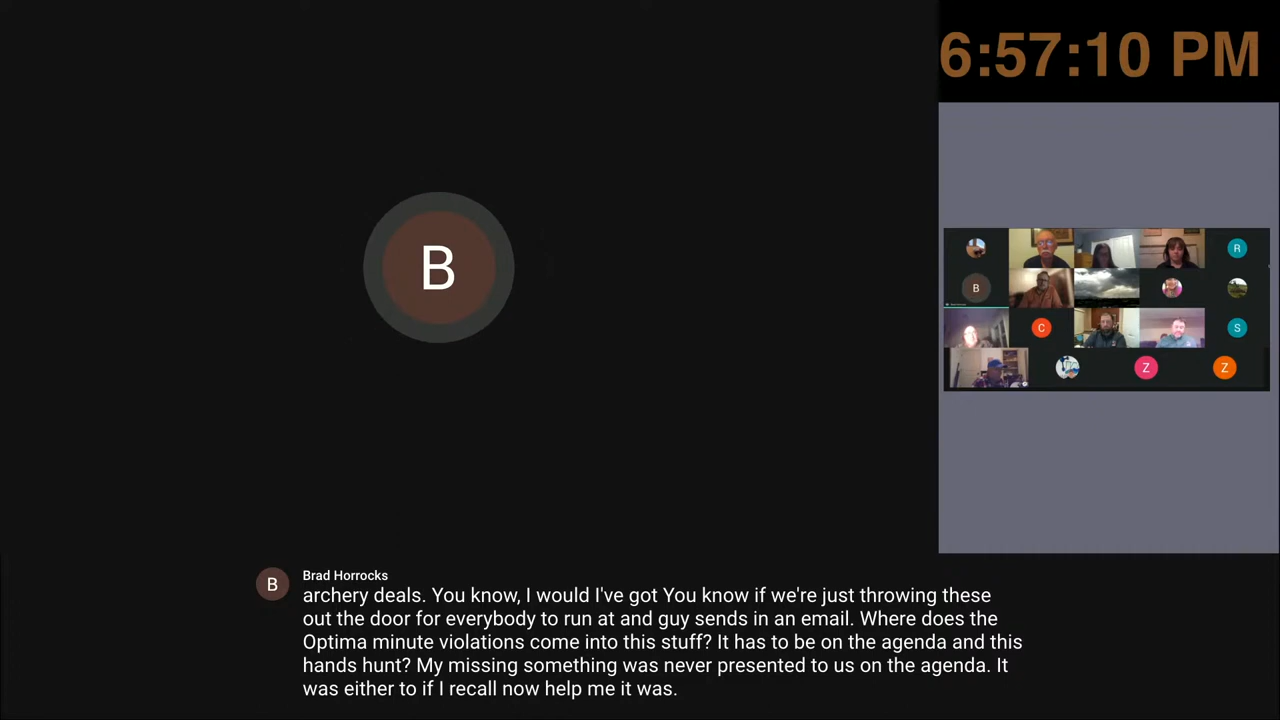 6:57:10 PM
B
R
B
C
S
Z
Z
B
Brad Horrocks
archery deals. You know, I would I've got You know if we're just throwing these
out the door for everybody to run at and guy sends in an email. Where does the
Optima minute violations come into this stuff? It has to be on the agenda and this
hands hunt? My missing something was never presented to us on the agenda. It
was either to if I recall now help me it was.